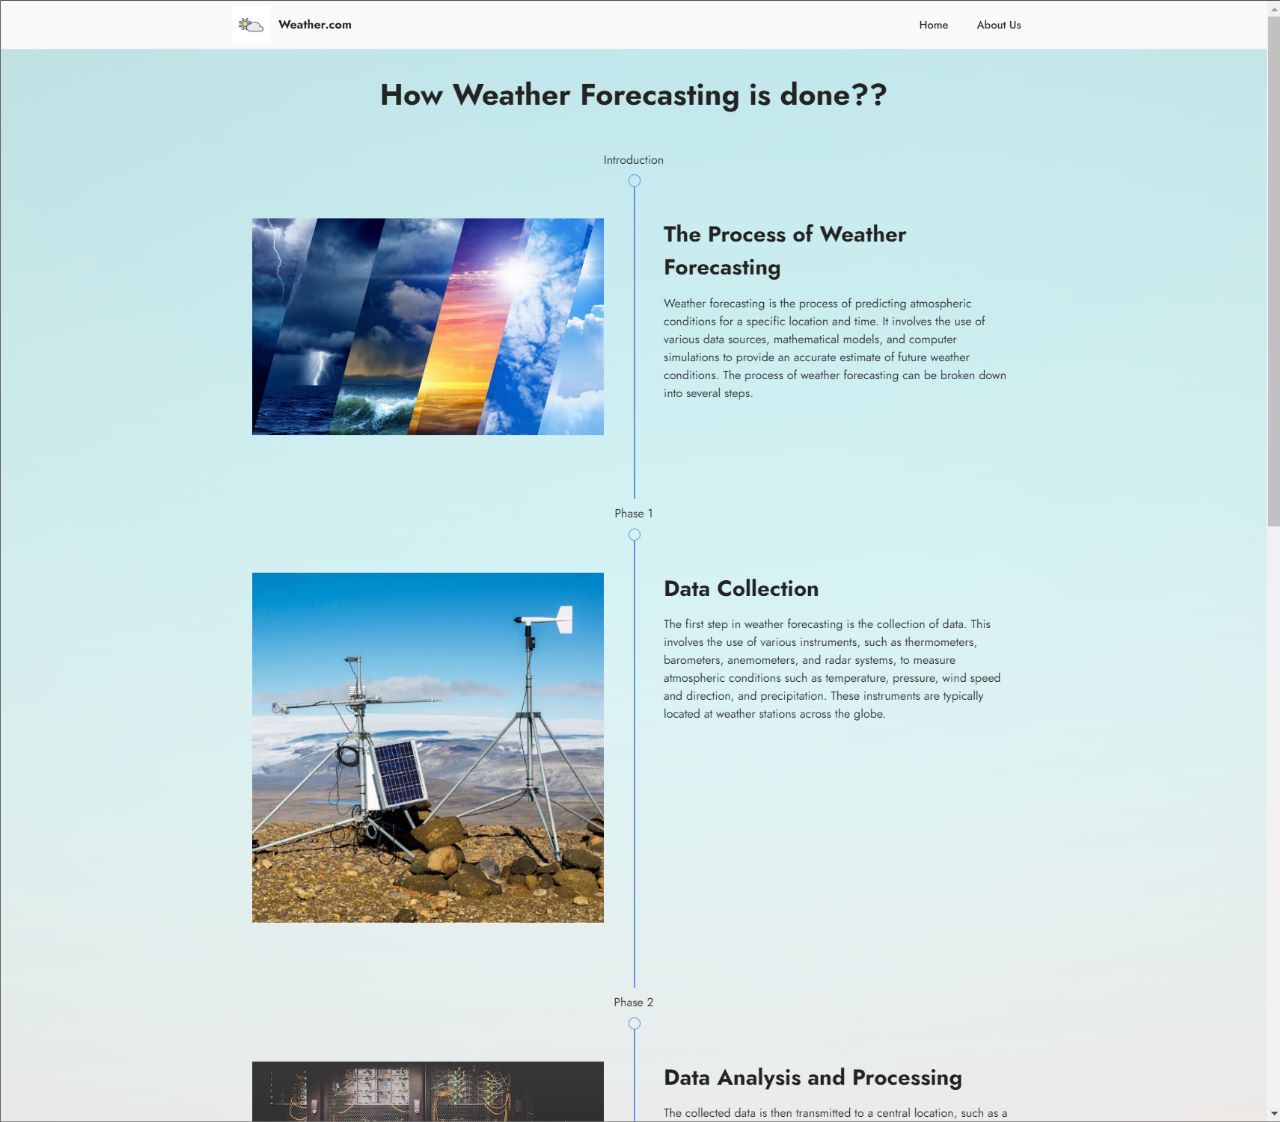 Weather.com
Home
About Us
How Weather Forecasting is done??
Introduction
The Process of Weather
Forecasting
Weather forecasting is the process of predicting atmospheric
conditions for a specific location and time. It involves the use of
various data sources, mathematical models, and computer
simulations to provide an accurate estimate of future weather
conditions. The process of weather forecasting can be broken down
into several steps.
Phase 1
Data Collection
The first step in weather forecasting is the collection of data. This
involves the use of various instruments, such as thermometers,
barometers, anemometers, and radar systems, to measure
atmospheric conditions such as temperature, pressure, wind speed
and direction, and precipitation. These instruments are typically
located at weather stations across the globe.
Phase 2
Data Analysis and Processing
The collected data is then transmitted to a central location, such as a